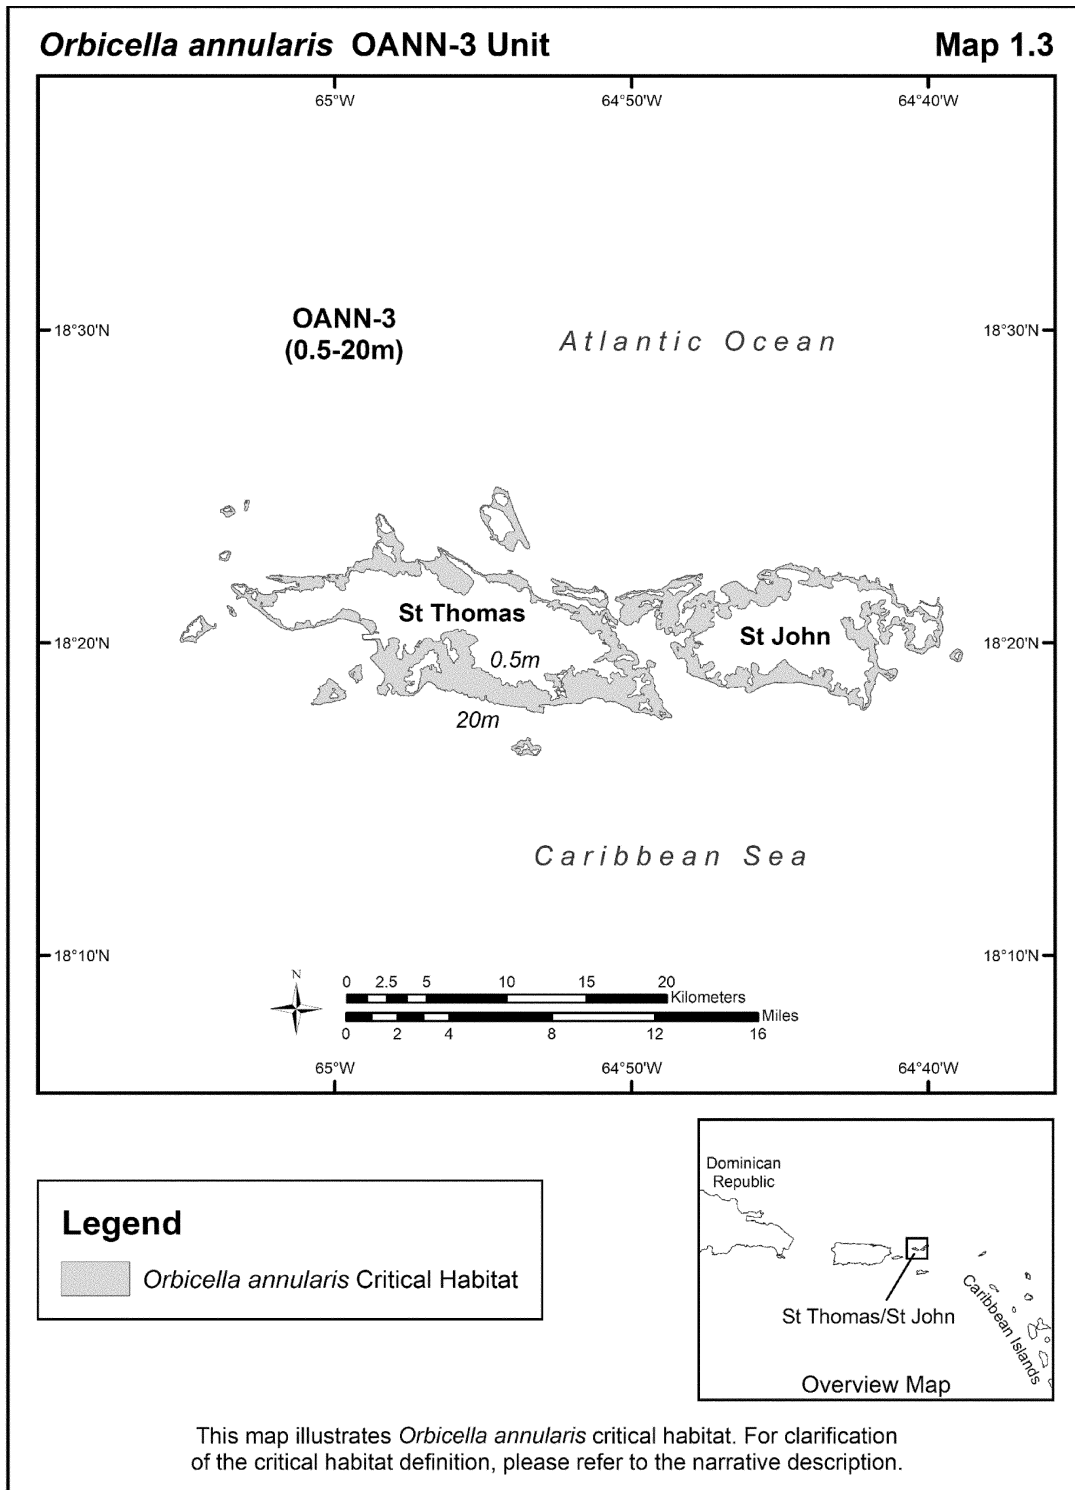 Orbicella annularis OANN-3 Unit
Map 1.3
65°W
64°50'W
64°40'W
18°30'N
OANN-3
(0.5-20m)
Atlantic Ocean
18°30'N
St Thomas
St John
18°20'N
0.5m
18°20'N
20m
Caribbean Sea
18°10'N
18°10'N
N
0 2.5 5 10 15 20
Kilometers
Miles
0 2 4 8 12 16
65°W
64°50'W
64°40'W
Legend
Orbicella annularis Critical Habitat
Dominican
Republic
St Thomas/St John
Caribbean Islands
Overview Map
This map illustrates Orbicella annularis critical habitat. For clarification
of the critical habitat definition, please refer to the narrative description.